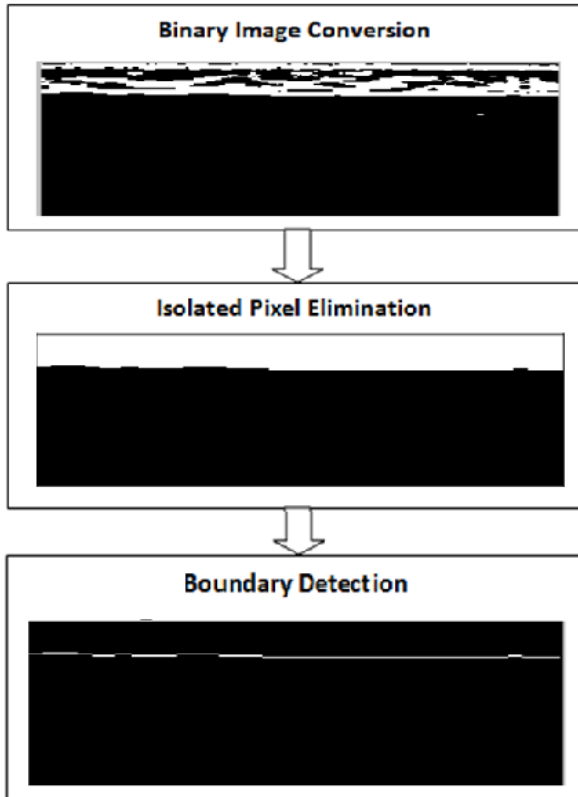 Binary Image Conversion
Isolated Pixel Elimination
Boundary Detection